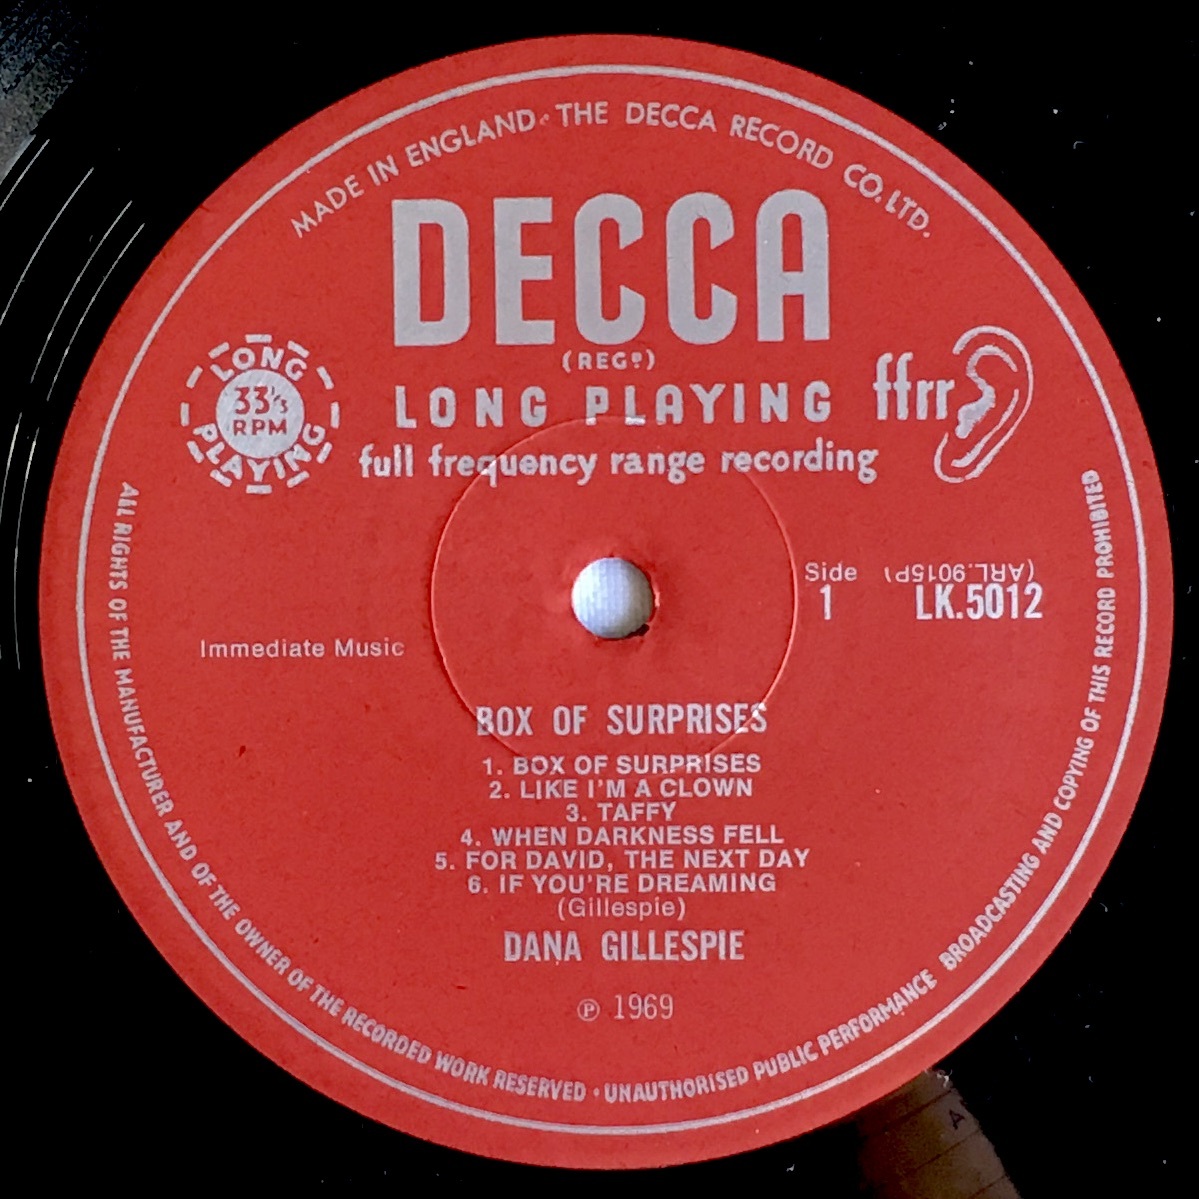 MADE IN ENGLAND · THE DECCA RECORD CO. LTD.
DECCA
(REGᴰ)
LONG PLAYING
full frequency range recording
LONG
33⅓
RPM
PLAYING
ffrr
Side
1
(ARL.9015P)
LK.5012
Immediate Music
BOX OF SURPRISES
1. BOX OF SURPRISES
2. LIKE I'M A CLOWN
3. TAFFY
4. WHEN DARKNESS FELL
5. FOR DAVID, THE NEXT DAY
6. IF YOU'RE DREAMING
(Gillespie)
DANA GILLESPIE
℗ 1969
ALL RIGHTS OF THE MANUFACTURER AND OF THE OWNER OF THE RECORDED WORK RESERVED · UNAUTHORISED PUBLIC PERFORMANCE BROADCASTING AND COPYING OF THIS RECORD PROHIBITED